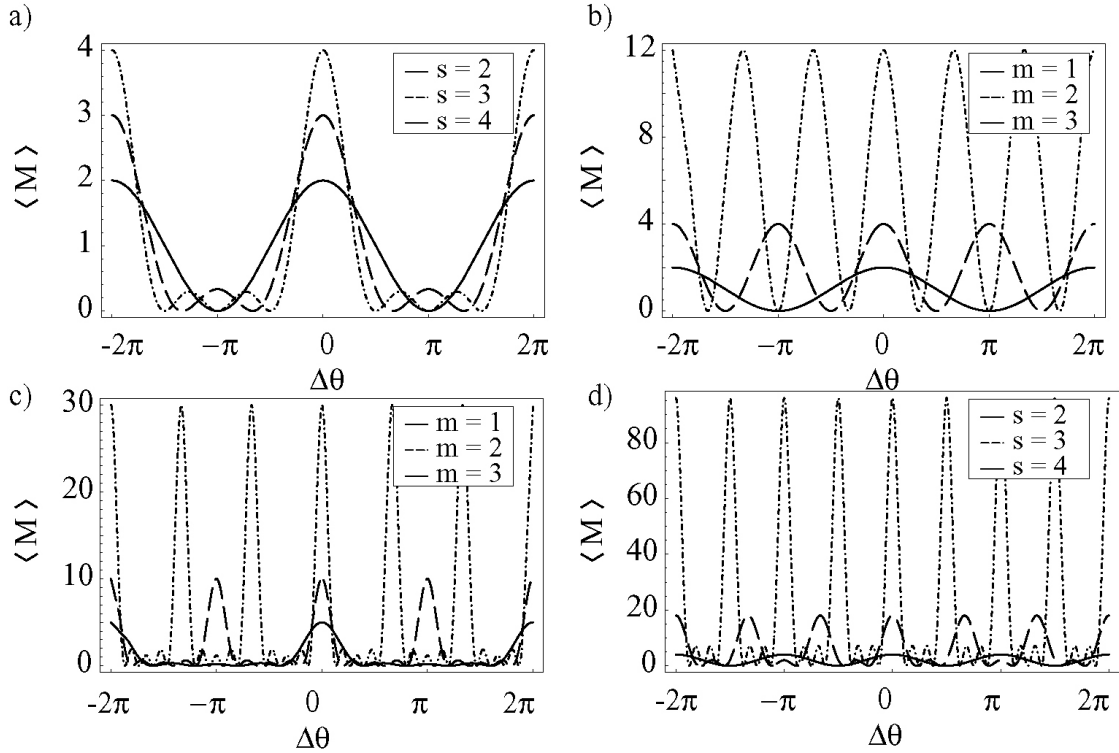 a)
4
3
2
1
0
⟨M⟩
s = 2
s = 3
s = 4
-2π
−π
0
π
2π
Δθ
b)
12
8
4
0
⟨M⟩
m = 1
m = 2
m = 3
-2π
−π
0
π
2π
Δθ
c)
30
20
10
0
⟨M⟩
m = 1
m = 2
m = 3
-2π
−π
0
π
2π
Δθ
d)
80
60
40
20
0
⟨M⟩
s = 2
s = 3
s = 4
-2π
−π
0
π
2π
Δθ